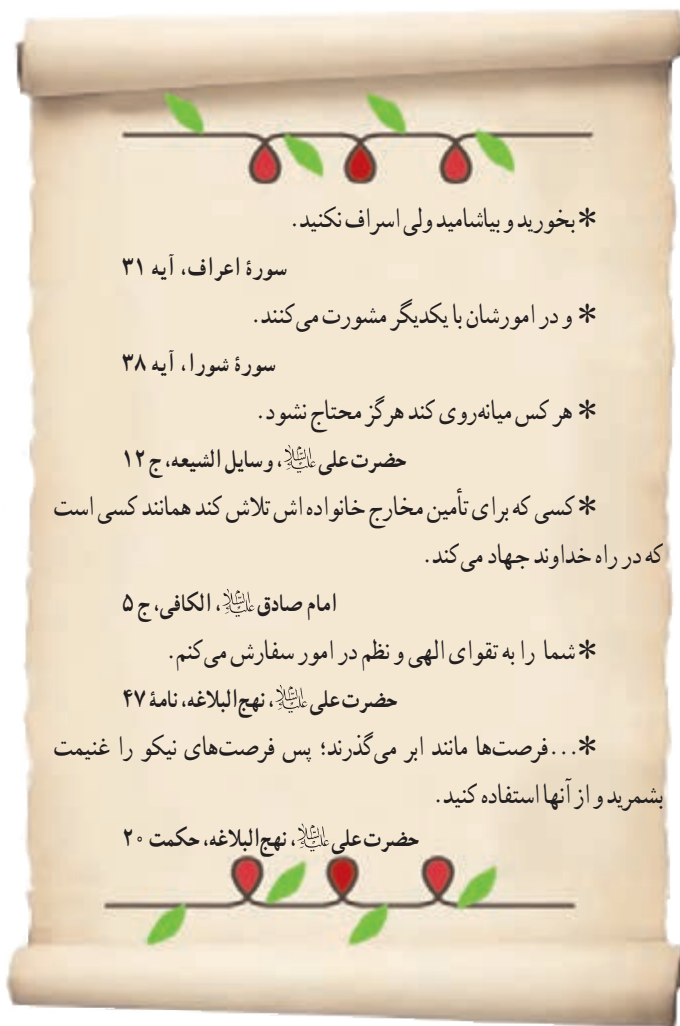 * بخورید و بیاشامید ولی اسراف نکنید.
سورهٔ اعراف، آیه ۳۱
* و در امورشان با یکدیگر مشورت می‌کنند.
سورهٔ شورا، آیه ۳۸
* هر کس میانه‌روی کند هرگز محتاج نشود.
حضرت علی علیه‌السلام، وسایل الشیعه، ج ۱۲
* کسی که برای تأمین مخارج خانواده اش تلاش کند همانند کسی است
که در راه خداوند جهاد می‌کند.
امام صادق علیه‌السلام، الکافی، ج ۵
* شما را به تقوای الهی و نظم در امور سفارش می‌کنم.
حضرت علی علیه‌السلام، نهج‌البلاغه، نامهٔ ۴۷
* ...فرصت‌ها مانند ابر می‌گذرند؛ پس فرصت‌های نیکو را غنیمت
بشمرید و از آنها استفاده کنید.
حضرت علی علیه‌السلام، نهج‌البلاغه، حکمت ۲۰